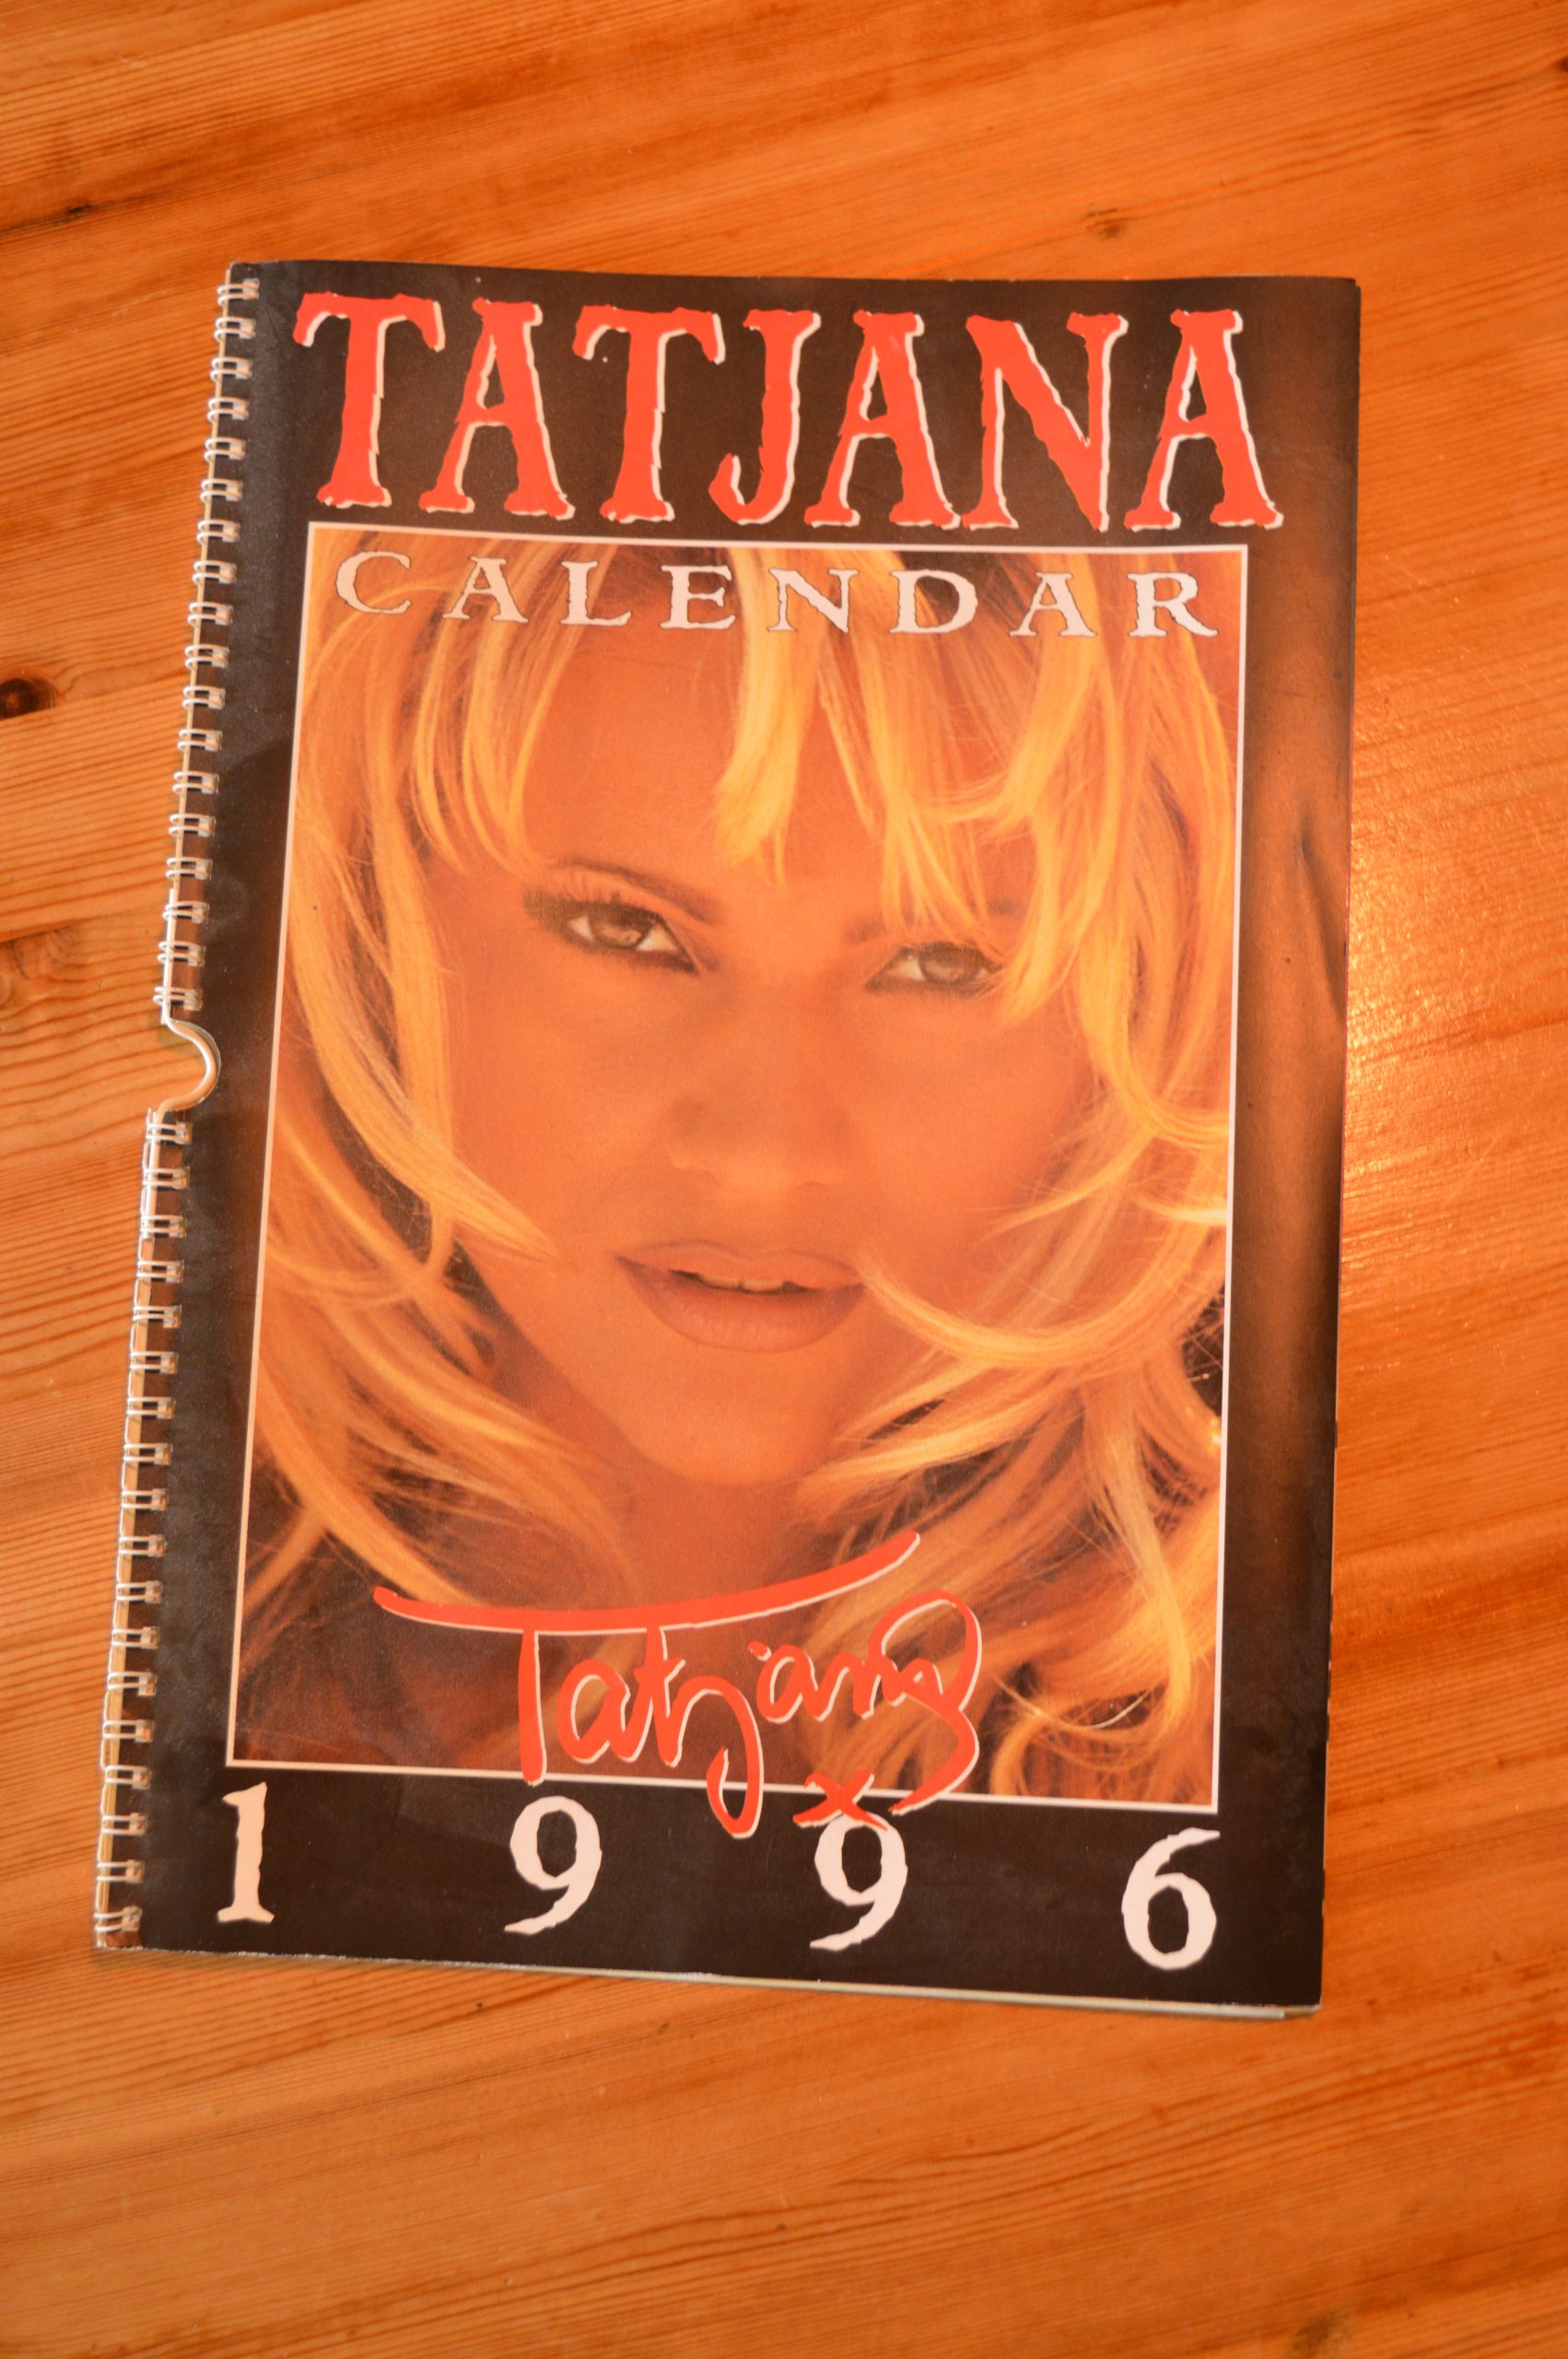 TATJANA
CALENDAR
Tatjana
x
1996